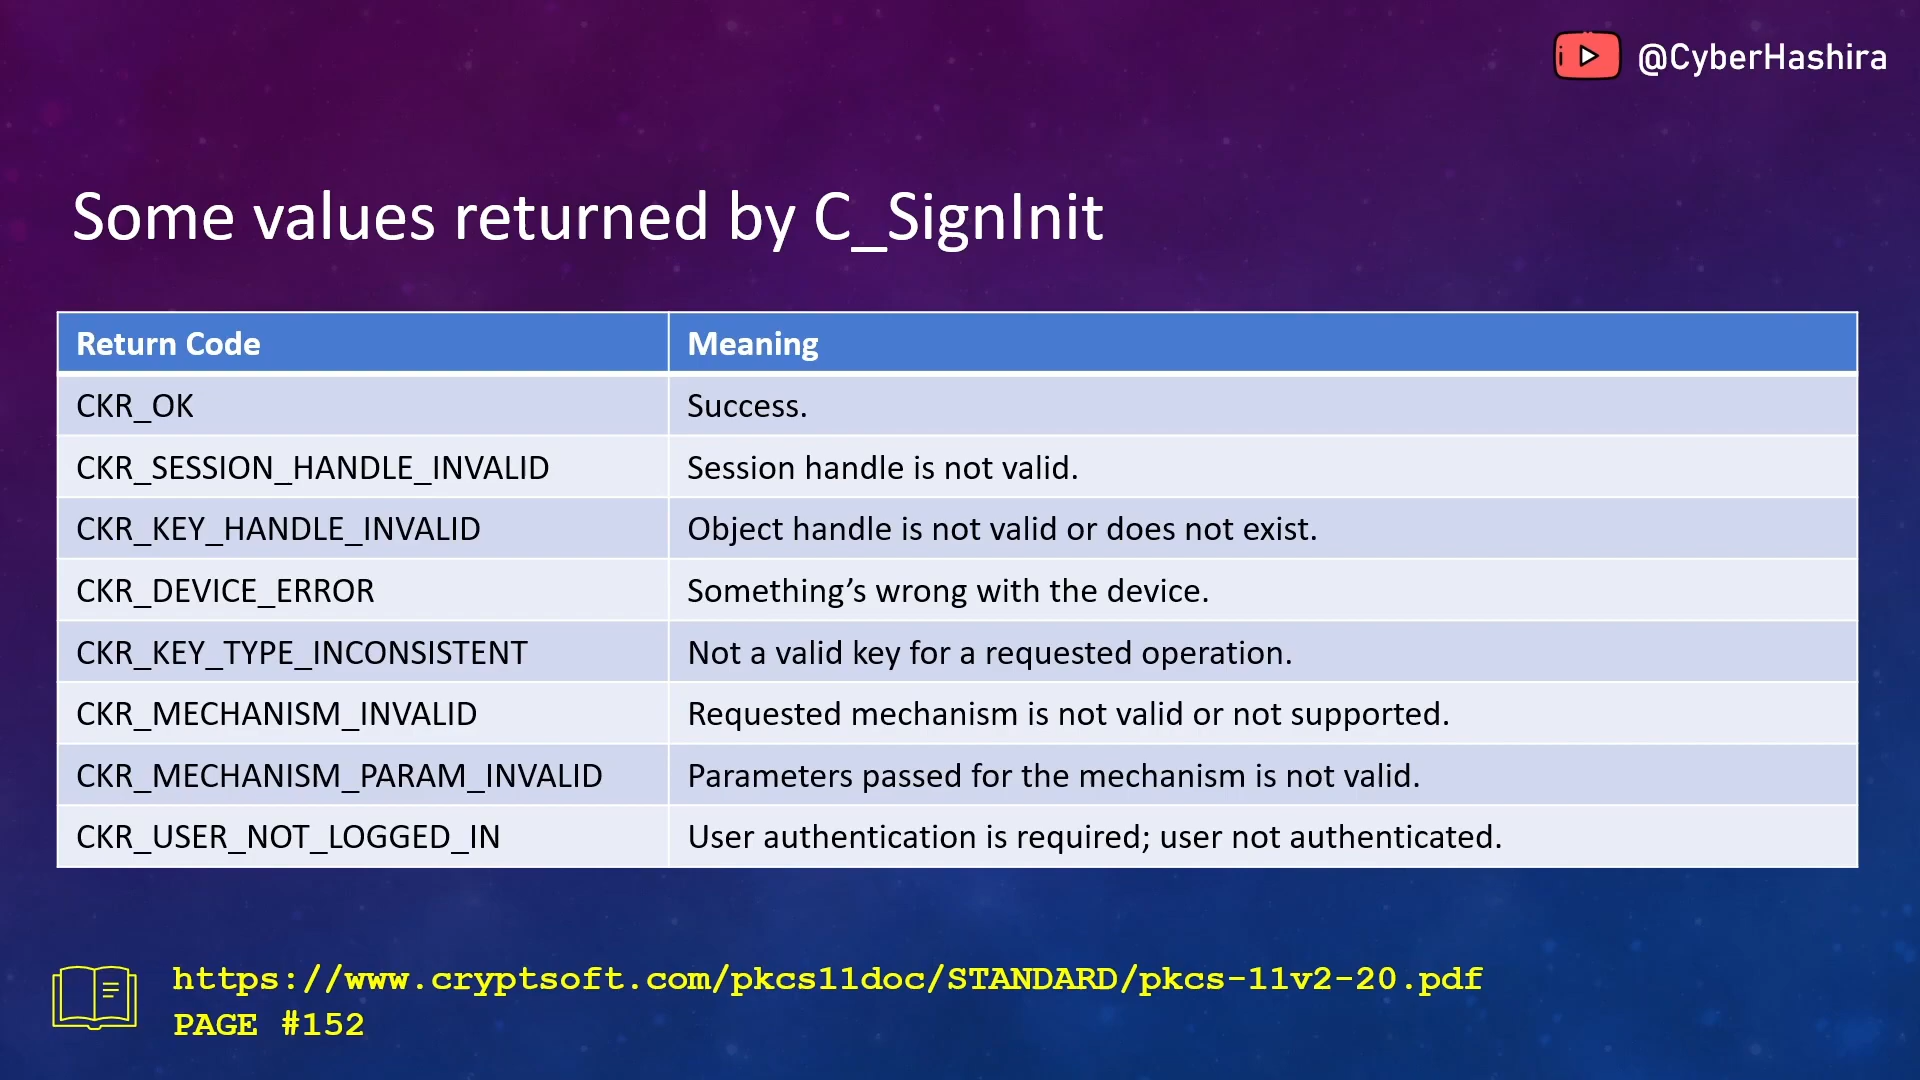 @CyberHashira
Some values returned by C_SignInit
Return Code Meaning
CKR_OK Success.
CKR_SESSION_HANDLE_INVALID Session handle is not valid.
CKR_KEY_HANDLE_INVALID Object handle is not valid or does not exist.
CKR_DEVICE_ERROR Something’s wrong with the device.
CKR_KEY_TYPE_INCONSISTENT Not a valid key for a requested operation.
CKR_MECHANISM_INVALID Requested mechanism is not valid or not supported.
CKR_MECHANISM_PARAM_INVALID Parameters passed for the mechanism is not valid.
CKR_USER_NOT_LOGGED_IN User authentication is required; user not authenticated.
https://www.cryptsoft.com/pkcs11doc/STANDARD/pkcs-11v2-20.pdf
PAGE #152